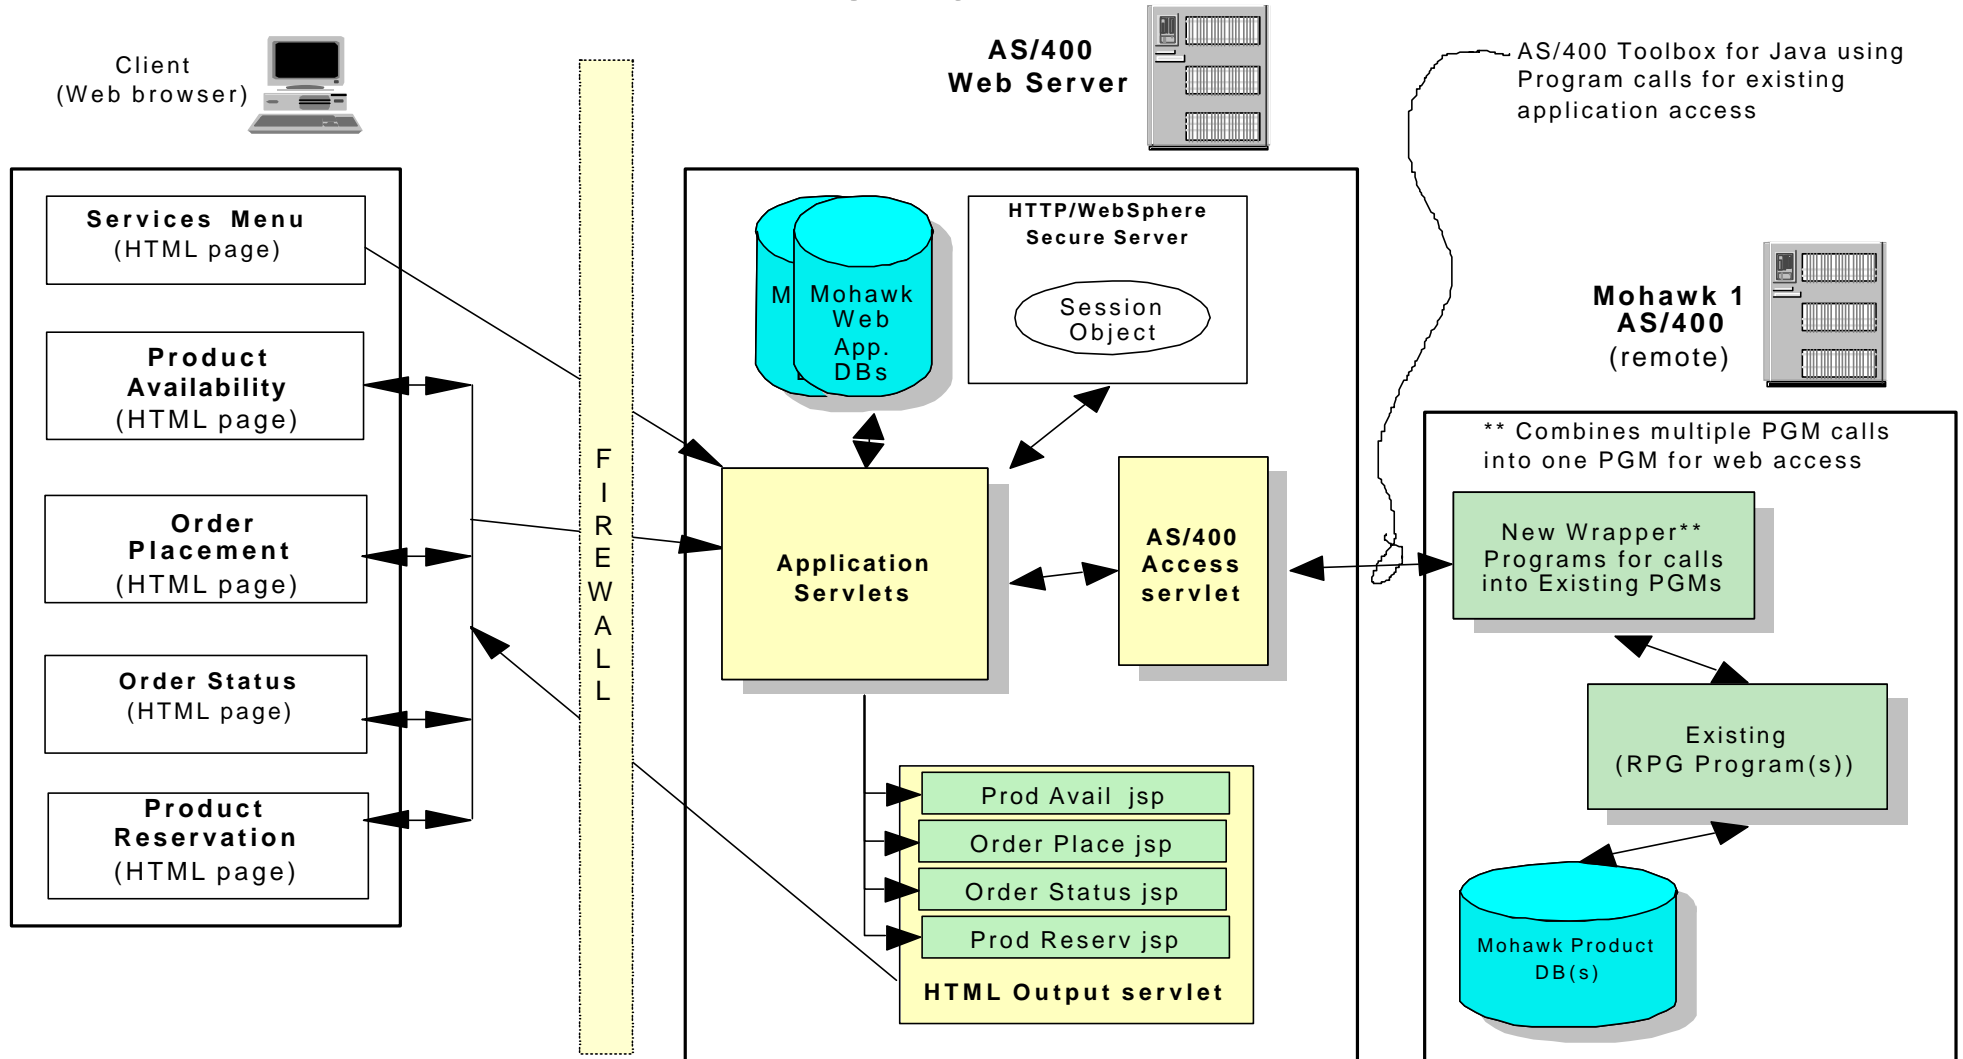 Client
(Web browser)
AS/400
Web Server
AS/400 Toolbox for Java using
Program calls for existing
application access
Services Menu
(HTML page)
Product
Availability
(HTML page)
Order
Placement
(HTML page)
Order Status
(HTML page)
Product
Reservation
(HTML page)
F
I
R
E
W
A
L
L
M
Mohawk
Web
App.
DBs
HTTP/WebSphere
Secure Server
Session
Object
Application
Servlets
AS/400
Access
servlet
Prod Avail jsp
Order Place jsp
Order Status jsp
Prod Reserv jsp
HTML Output servlet
Mohawk 1
AS/400
(remote)
** Combines multiple PGM calls
into one PGM for web access
New Wrapper**
Programs for calls
into Existing PGMs
Existing
(RPG Program(s))
Mohawk Product
DB(s)